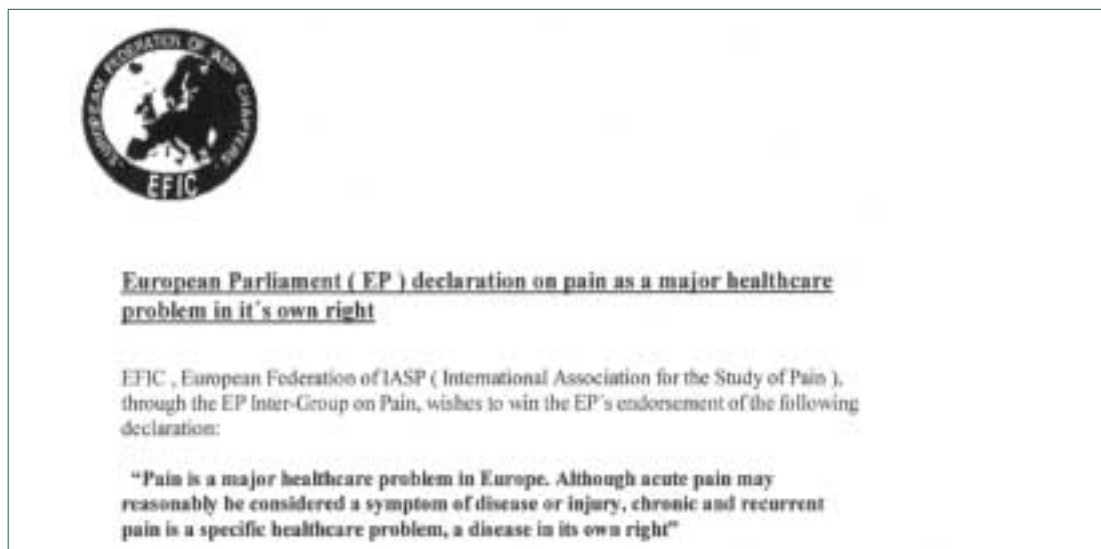 · EUROPEAN FEDERATION OF IASP CHAPTERS ·
EFIC
European Parliament ( EP ) declaration on pain as a major healthcare
problem in it´s own right
EFIC , European Federation of IASP ( International Association for the Study of Pain ),
through the EP Inter-Group on Pain, wishes to win the EP´s endorsement of the following
declaration:
“Pain is a major healthcare problem in Europe. Although acute pain may
reasonably be considered a symptom of disease or injury, chronic and recurrent
pain is a specific healthcare problem, a disease in its own right”